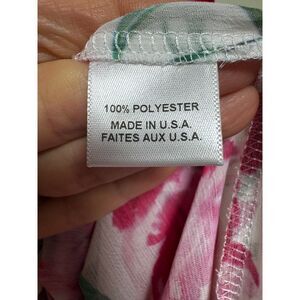 100% POLYESTER
MADE IN U.S.A.
FAITES AUX U.S.A.